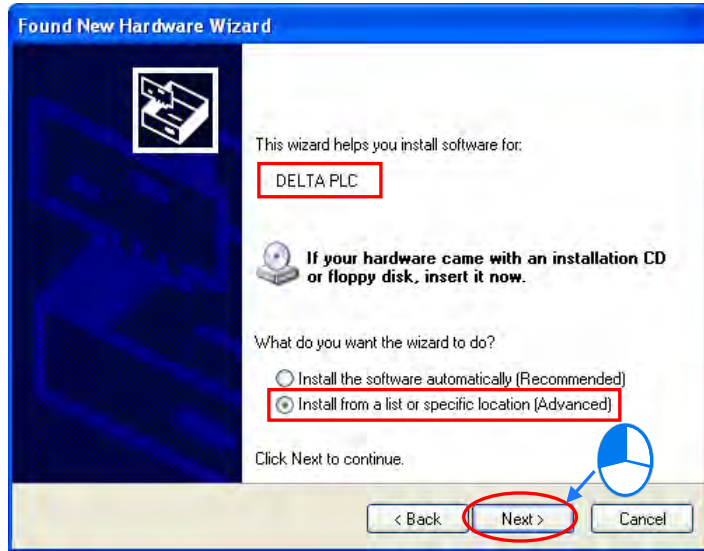 Found New Hardware Wizard
This wizard helps you install software for:
DELTA PLC
If your hardware came with an installation CD
or floppy disk, insert it now.
What do you want the wizard to do?
Install the software automatically (Recommended)
Install from a list or specific location (Advanced)
Click Next to continue.
< Back
Next >
Cancel